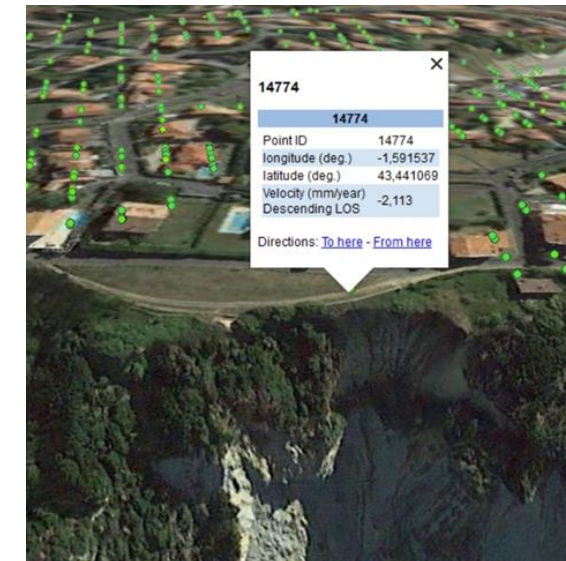 14774
14774
Point ID 14774
longitude (deg.) -1,591537
latitude (deg.) 43,441069
Velocity (mm/year)
Descending LOS -2,113
Directions: To here - From here